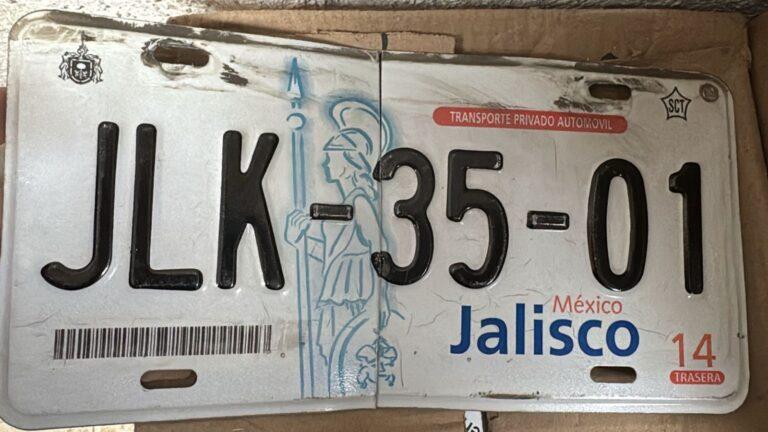 SCT
TRANSPORTE PRIVADO AUTOMOVIL
JLK-35-01
México
Jalisco
14
TRASERA